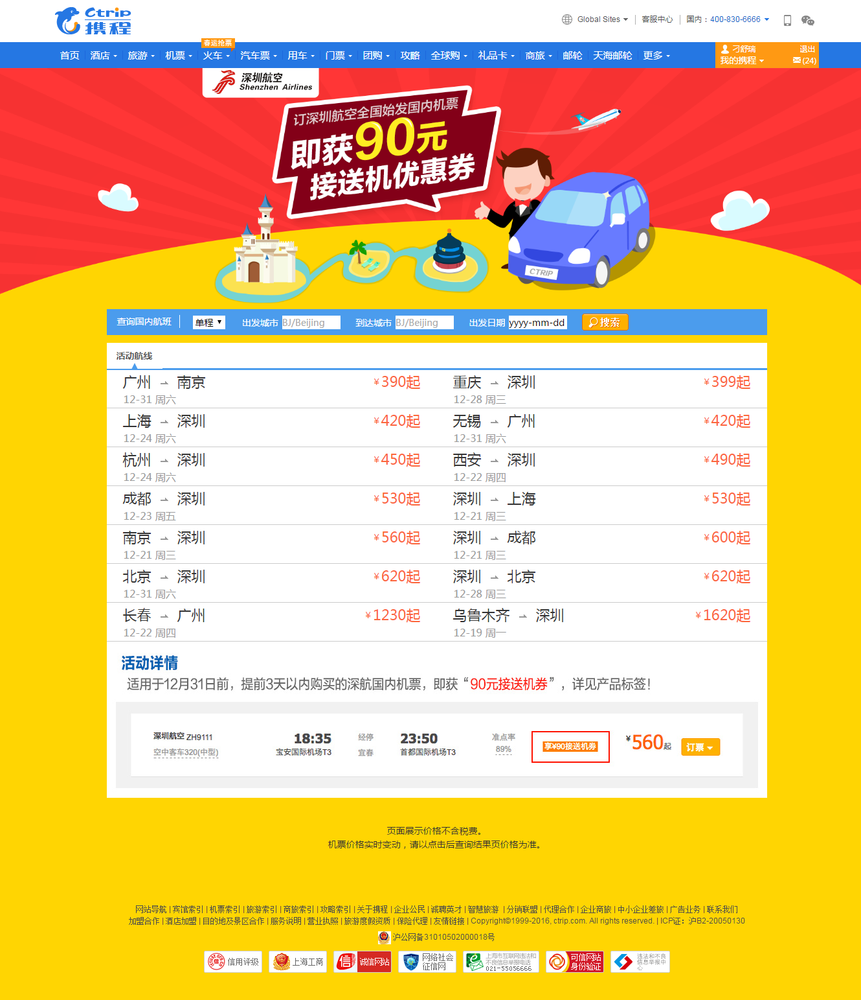 Ctrip
携程
Global Sites
客服中心
国内：400-830-6666
春运抢票
首页 酒店 旅游 机票 火车 汽车票 用车 门票 团购 攻略 全球购 礼品卡 商旅 邮轮 天海邮轮 更多
刁舒瑞 退出
我的携程 (24)
深圳航空
Shenzhen Airlines
订深圳航空全国始发国内机票
即获90元
接送机优惠券
CTRIP
查询国内航班 单程 出发城市 BJ/Beijing 到达城市 BJ/Beijing 出发日期 yyyy-mm-dd 搜索
活动航线
广州 南京 ¥390起 重庆 深圳 ¥399起
12-31 周六 12-28 周三
上海 深圳 ¥420起 无锡 广州 ¥420起
12-24 周六 12-31 周六
杭州 深圳 ¥450起 西安 深圳 ¥490起
12-24 周六 12-22 周四
成都 深圳 ¥530起 深圳 上海 ¥530起
12-23 周五 12-21 周三
南京 深圳 ¥560起 深圳 成都 ¥600起
12-21 周三 12-21 周三
北京 深圳 ¥620起 深圳 北京 ¥620起
12-31 周六 12-28 周三
长春 广州 ¥1230起 乌鲁木齐 深圳 ¥1620起
12-22 周四 12-19 周一
活动详情
适用于12月31日前，提前3天以内购买的深航国内机票，即获“90元接送机券”，详见产品标签！
深圳航空 ZH9111 18:35 经停 23:50 准点率 享¥90接送机券 ¥560起 订票
空中客车320(中型) 宝安国际机场T3 宜春 首都国际机场T3 89%
页面展示价格不含税费。
机票价格实时变动，请以点击后查询结果页价格为准。
网站导航 | 宾馆索引 | 机票索引 | 旅游索引 | 商旅索引 | 攻略索引 | 关于携程 | 企业公民 | 诚聘英才 | 智慧旅游 | 分销联盟 | 代理合作 | 企业商旅 | 中小企业差旅 | 广告业务 | 联系我们
加盟合作 | 酒店加盟 | 目的地及景区合作 | 服务说明 | 营业执照 | 旅游度假资质 | 保险代理 | 友情链接 | Copyright©1999-2016, ctrip.com. All rights reserved. | ICP证：沪B2-20050130
沪公网备31010502000018号
信用评级
上海工商
信 诚信网站
网络社会
征信网
上海市互联网违法和
不良信息举报电话
021-55056666
可信网站
身份验证
违法和不良
信息举报中
心